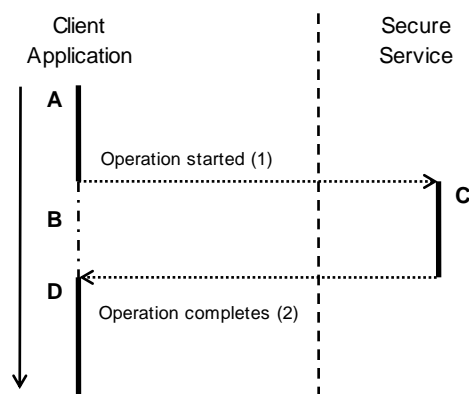 Client
Application
Secure
Service
A
Operation started (1)
C
B
D
Operation completes (2)